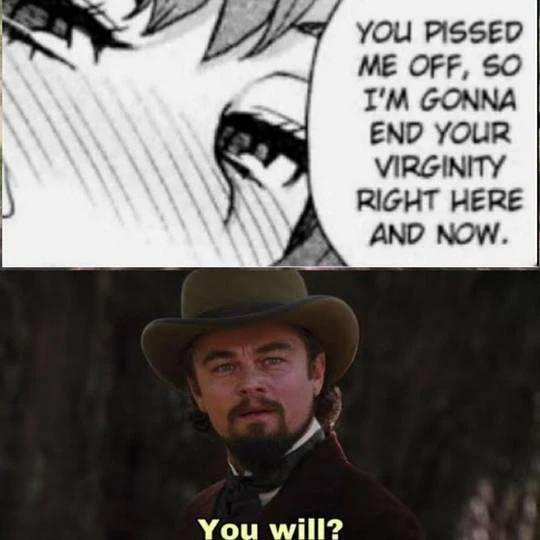 YOU PISSED
ME OFF, SO
I'M GONNA
END YOUR
VIRGINITY
RIGHT HERE
AND NOW.
You will?